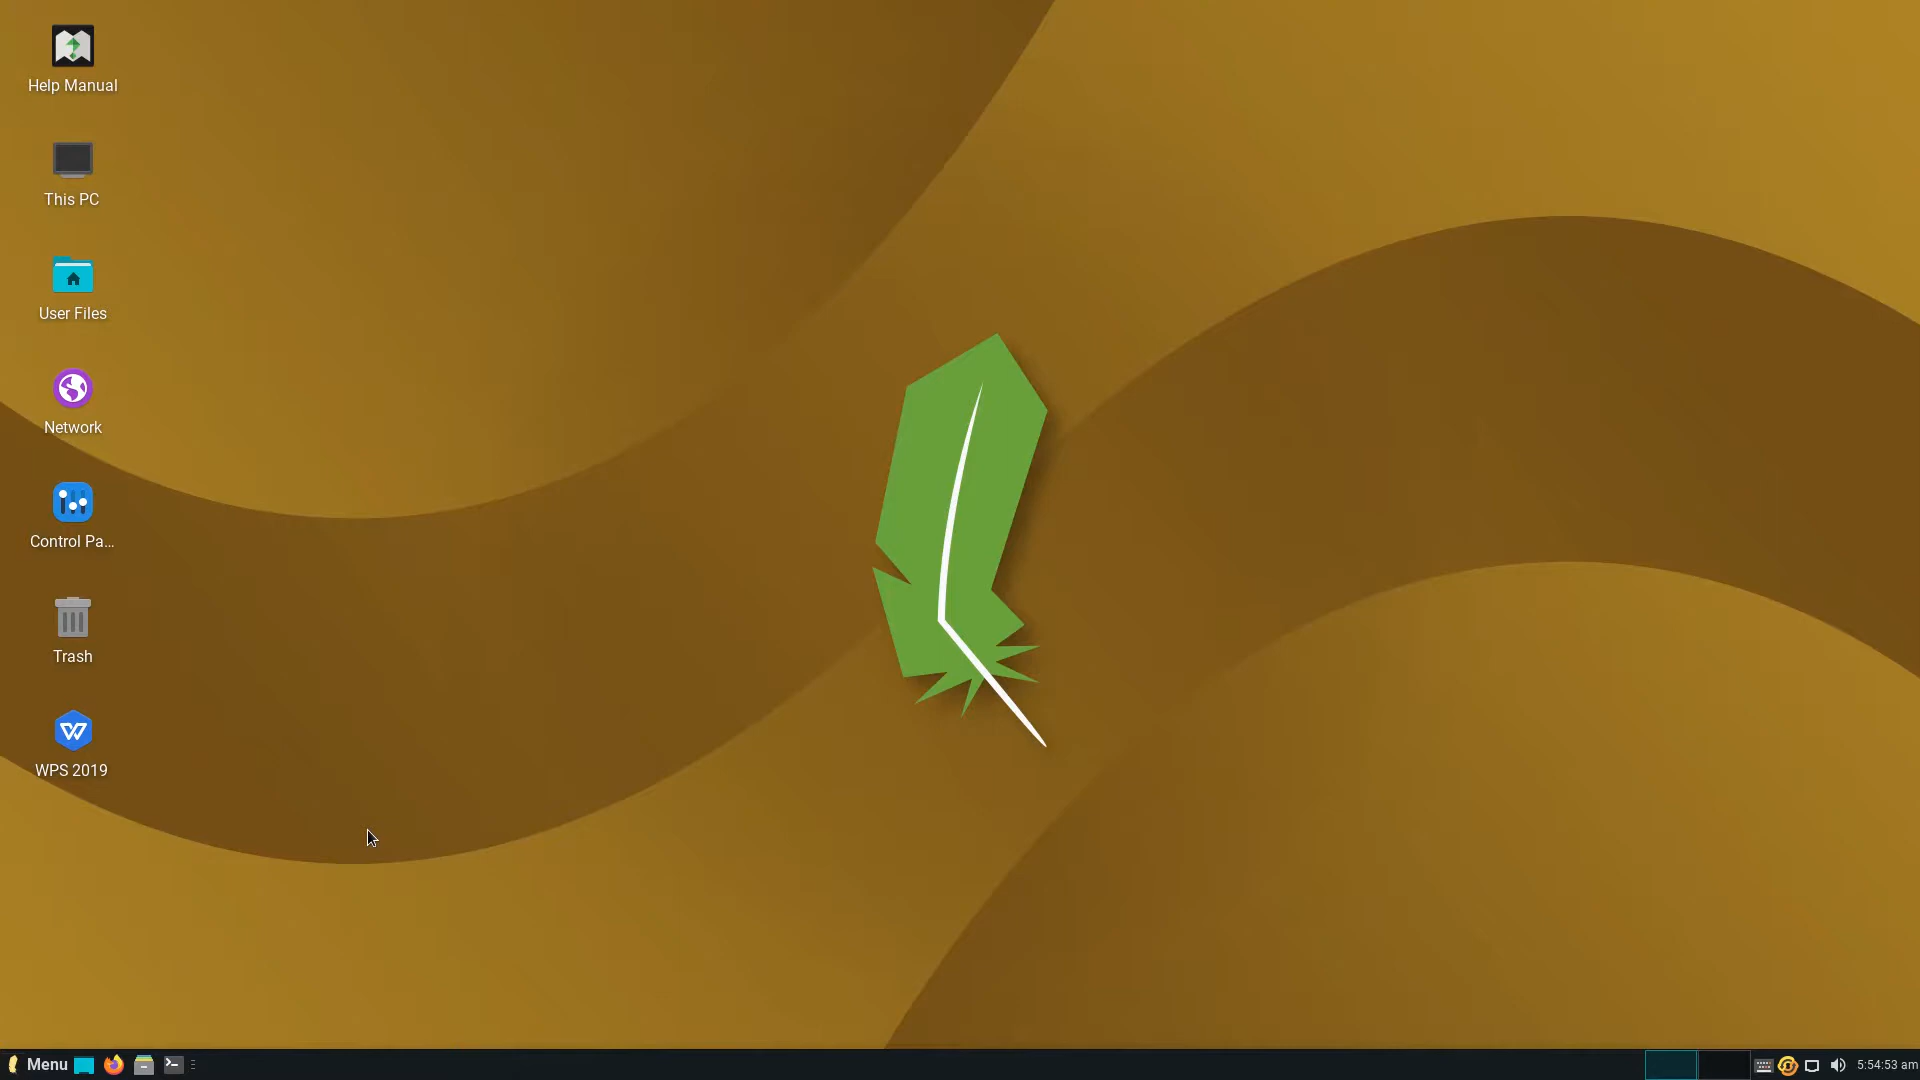 Help Manual
This PC
User Files
Network
Control Pa...
Trash
WPS 2019
Menu
5:54:53 am